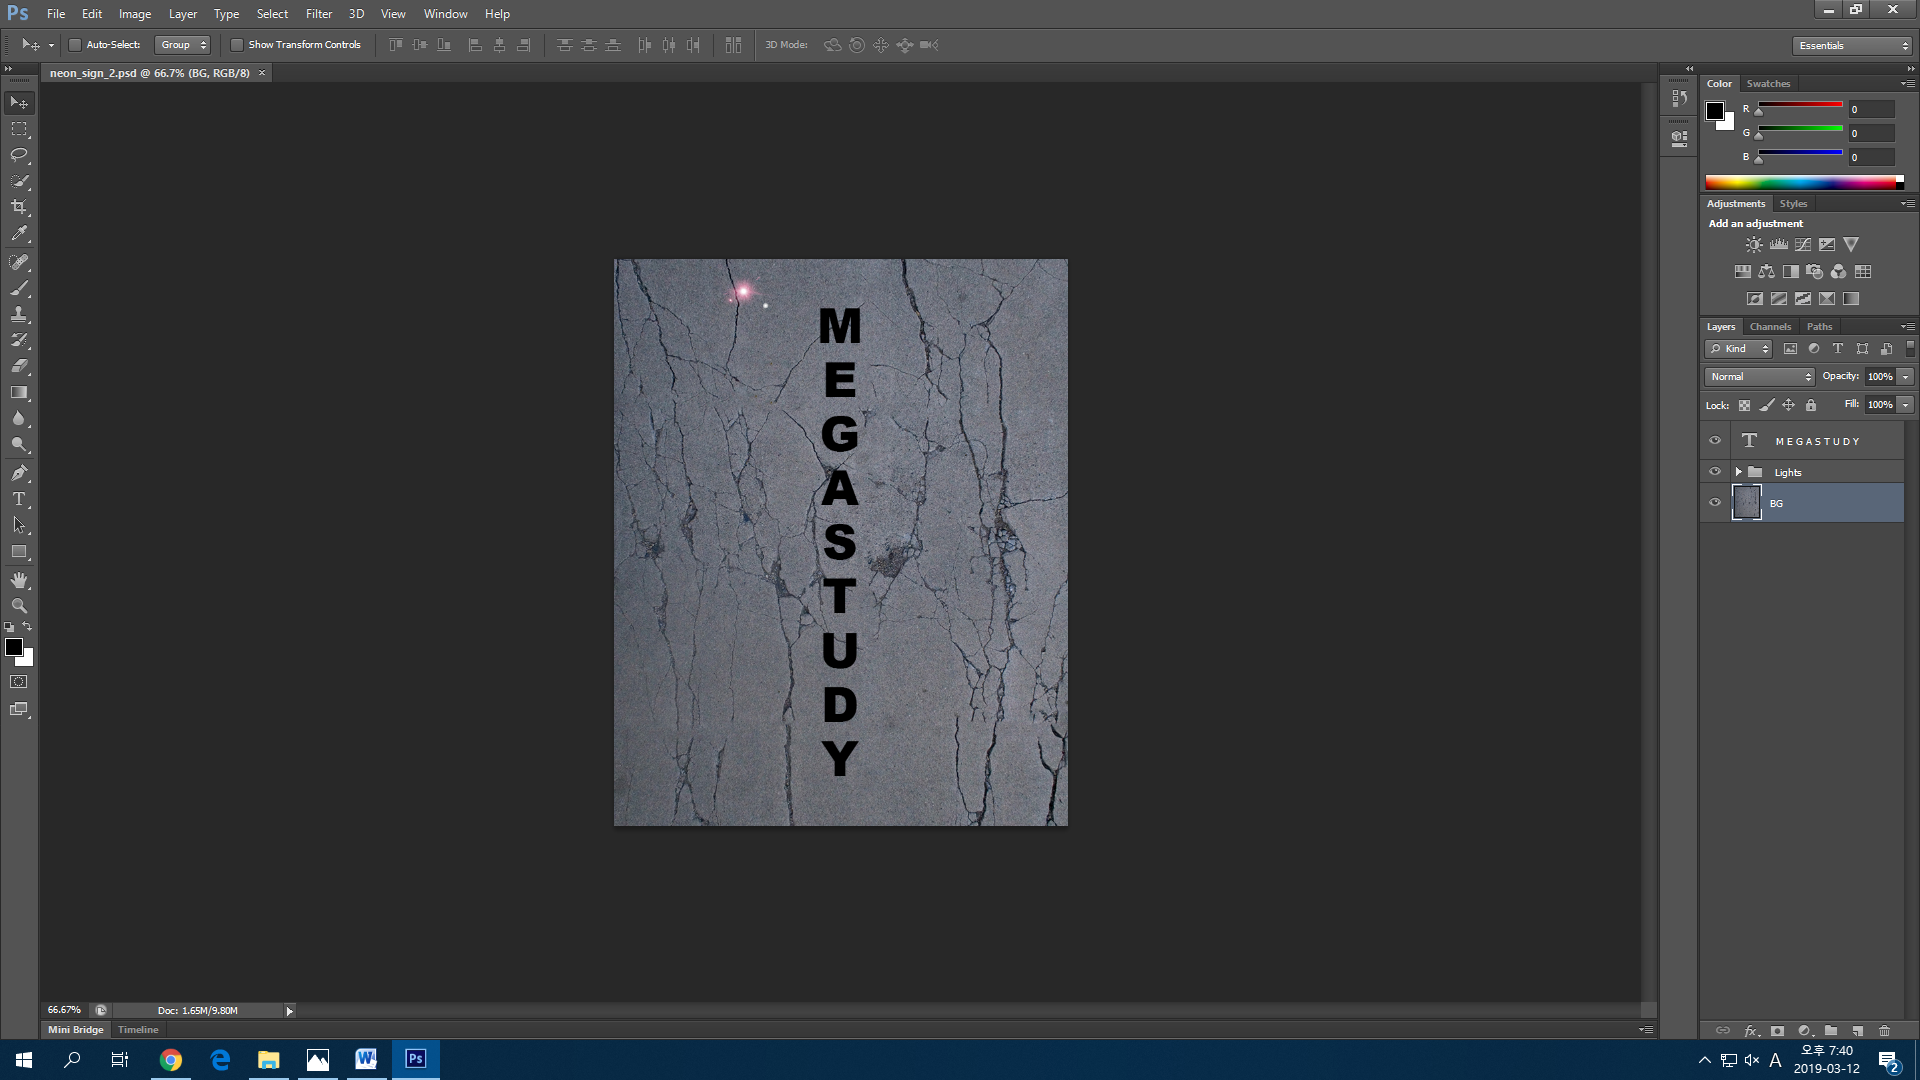 Ps File Edit Image Layer Type Select Filter 3D View Window Help
Auto-Select: Group Show Transform Controls 3D Mode: Essentials
neon_sign_2.psd @ 66.7% (BG, RGB/8) ×
Color Swatches
R 0
G 0
B 0
Adjustments Styles
Add an adjustment
Layers Channels Paths
Kind
Normal Opacity: 100%
Lock: Fill: 100%
T M E G A S T U D Y
Lights
BG
M
E
G
A
S
T
U
D
Y
66.67% Doc: 1.65M/9.80M
Mini Bridge Timeline
A 오후 7:40
2019-03-12
2